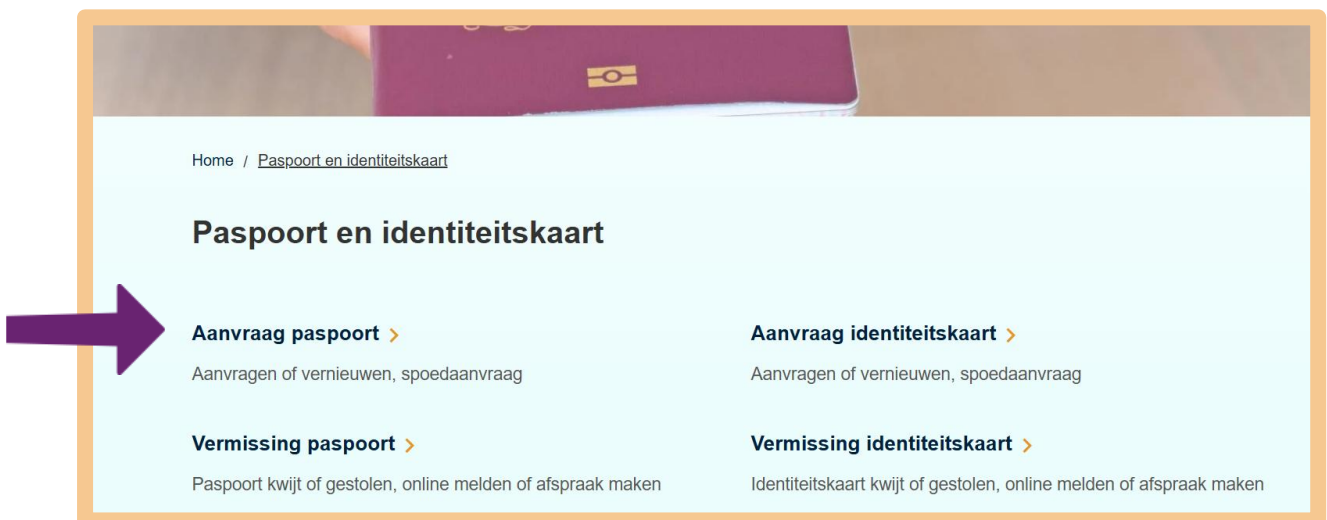 Home / Paspoort en identiteitskaart
Paspoort en identiteitskaart
Aanvraag paspoort >
Aanvragen of vernieuwen, spoedaanvraag
Aanvraag identiteitskaart >
Aanvragen of vernieuwen, spoedaanvraag
Vermissing paspoort >
Paspoort kwijt of gestolen, online melden of afspraak maken
Vermissing identiteitskaart >
Identiteitskaart kwijt of gestolen, online melden of afspraak maken